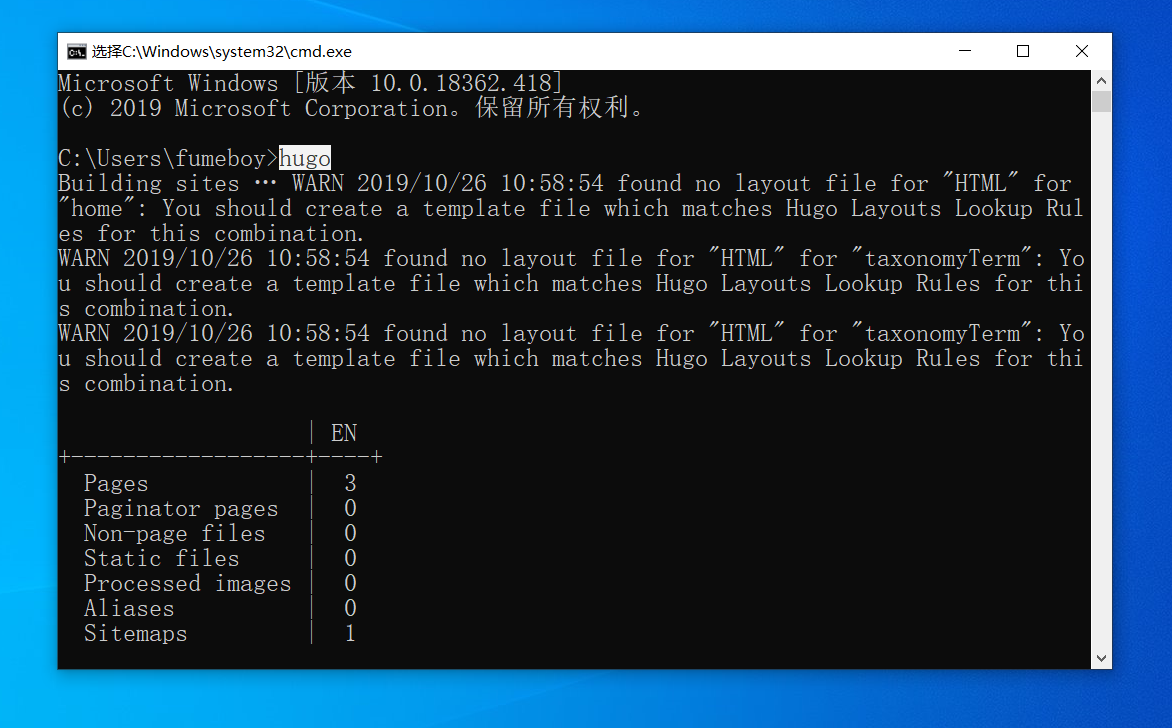 选择C:\Windows\system32\cmd.exe
Microsoft Windows [版本 10.0.18362.418]
(c) 2019 Microsoft Corporation。保留所有权利。
C:\Users\fumeboy>hugo
Building sites … WARN 2019/10/26 10:58:54 found no layout file for "HTML" for
"home": You should create a template file which matches Hugo Layouts Lookup Rul
es for this combination.
WARN 2019/10/26 10:58:54 found no layout file for "HTML" for "taxonomyTerm": Yo
u should create a template file which matches Hugo Layouts Lookup Rules for thi
s combination.
WARN 2019/10/26 10:58:54 found no layout file for "HTML" for "taxonomyTerm": Yo
u should create a template file which matches Hugo Layouts Lookup Rules for thi
s combination.
| EN
+------------------+----+
Pages | 3
Paginator pages | 0
Non-page files | 0
Static files | 0
Processed images | 0
Aliases | 0
Sitemaps | 1